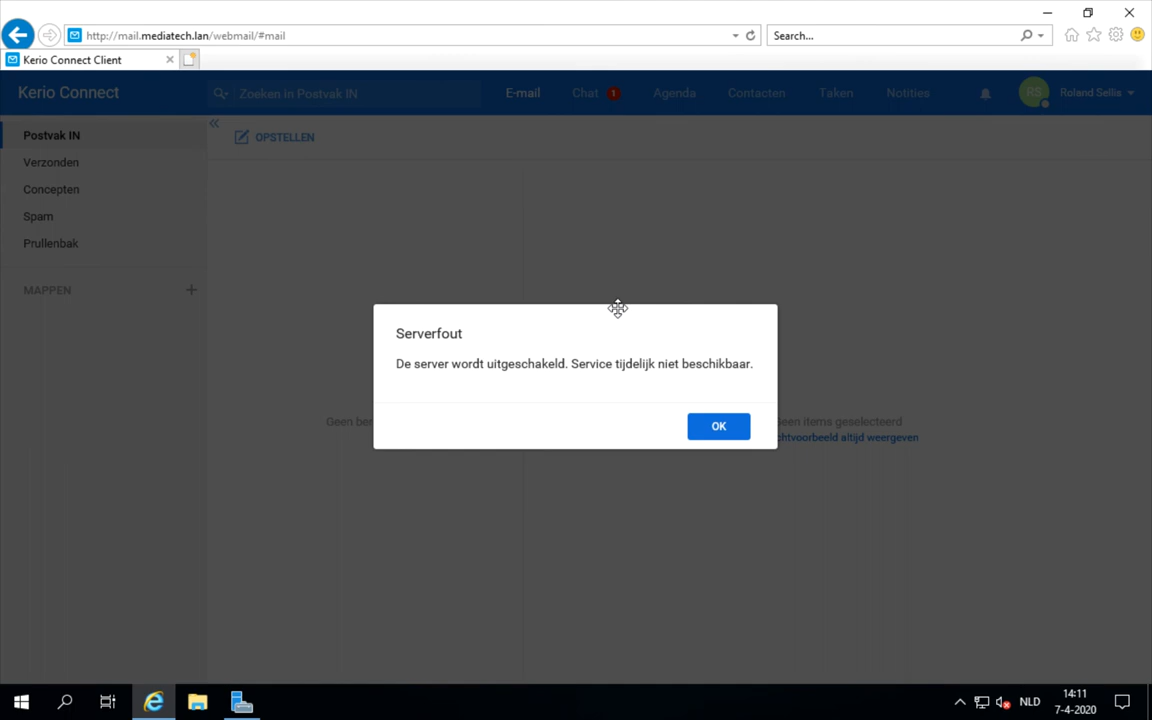 http://mail.mediatech.lan/webmail/#mail
Search...
Kerio Connect Client
Kerio Connect
Zoeken in Postvak IN
E-mail
Chat 1
Agenda
Contacten
Taken
Notities
RS
Roland Sellis
Postvak IN
OPSTELLEN
Verzonden
Concepten
Spam
Prullenbak
MAPPEN
Serverfout
De server wordt uitgeschakeld. Service tijdelijk niet beschikbaar.
OK
Geen
items geselecteerd
altijd weergeven
NLD
14:11
7-4-2020